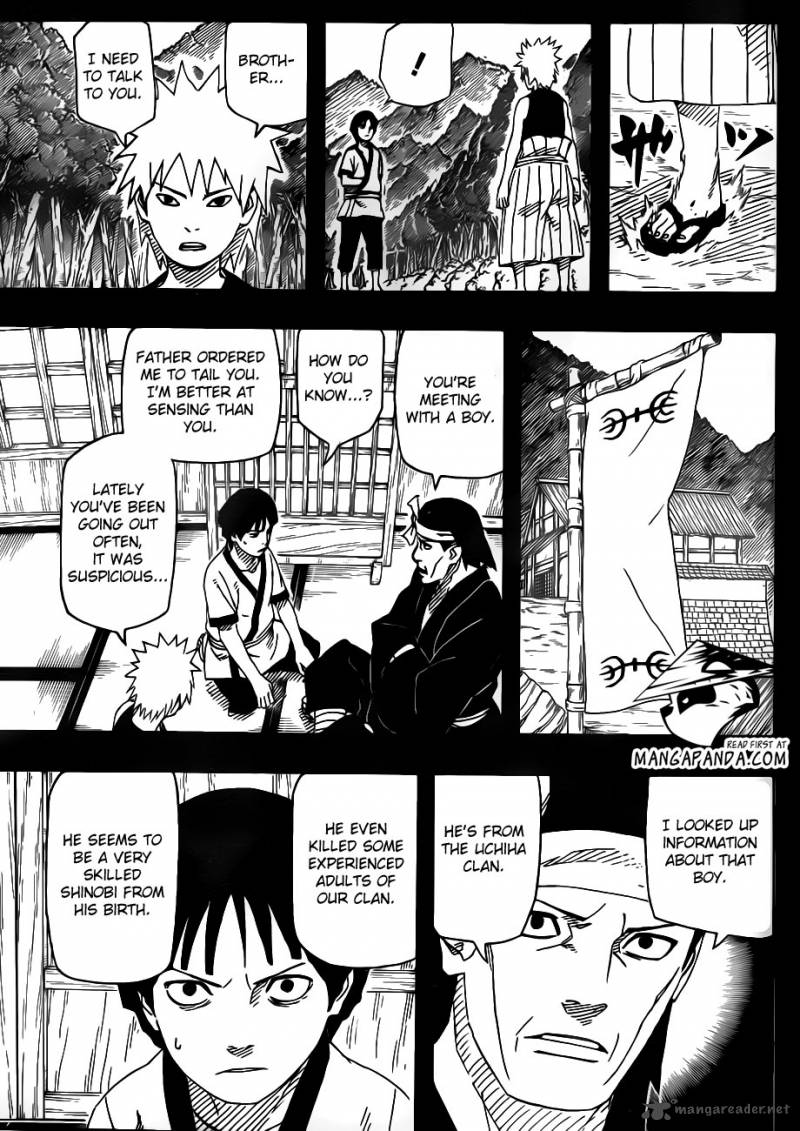 ザッ
!
BROTH-
ER...
I NEED
TO TALK
TO YOU.
YOU'RE
MEETING
WITH A BOY.
HOW DO
YOU
KNOW...?
FATHER ORDERED
ME TO TAIL YOU.
I'M BETTER AT
SENSING THAN
YOU.
LATELY
YOU'VE BEEN
GOING OUT
OFTEN,
IT WAS
SUSPICIOUS...
READ FIRST AT
MANGAPANDA.COM
I LOOKED UP
INFORMATION
ABOUT THAT
BOY.
HE'S FROM
THE UCHIHA
CLAN.
HE EVEN
KILLED SOME
EXPERIENCED
ADULTS OF
OUR CLAN.
HE SEEMS TO
BE A VERY
SKILLED
SHINOBI FROM
HIS BIRTH.
mangareader.net